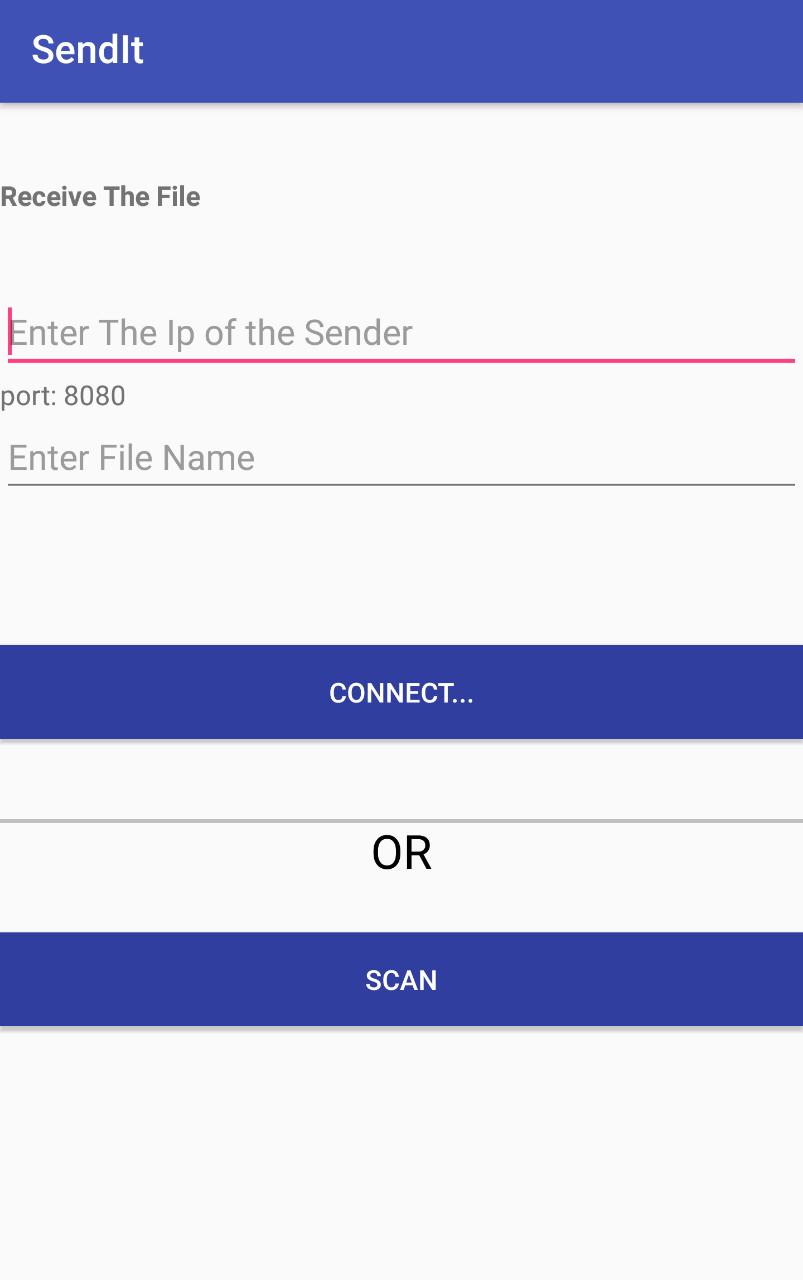 SendIt
Receive The File
Enter The Ip of the Sender
port: 8080
Enter File Name
CONNECT...
OR
SCAN